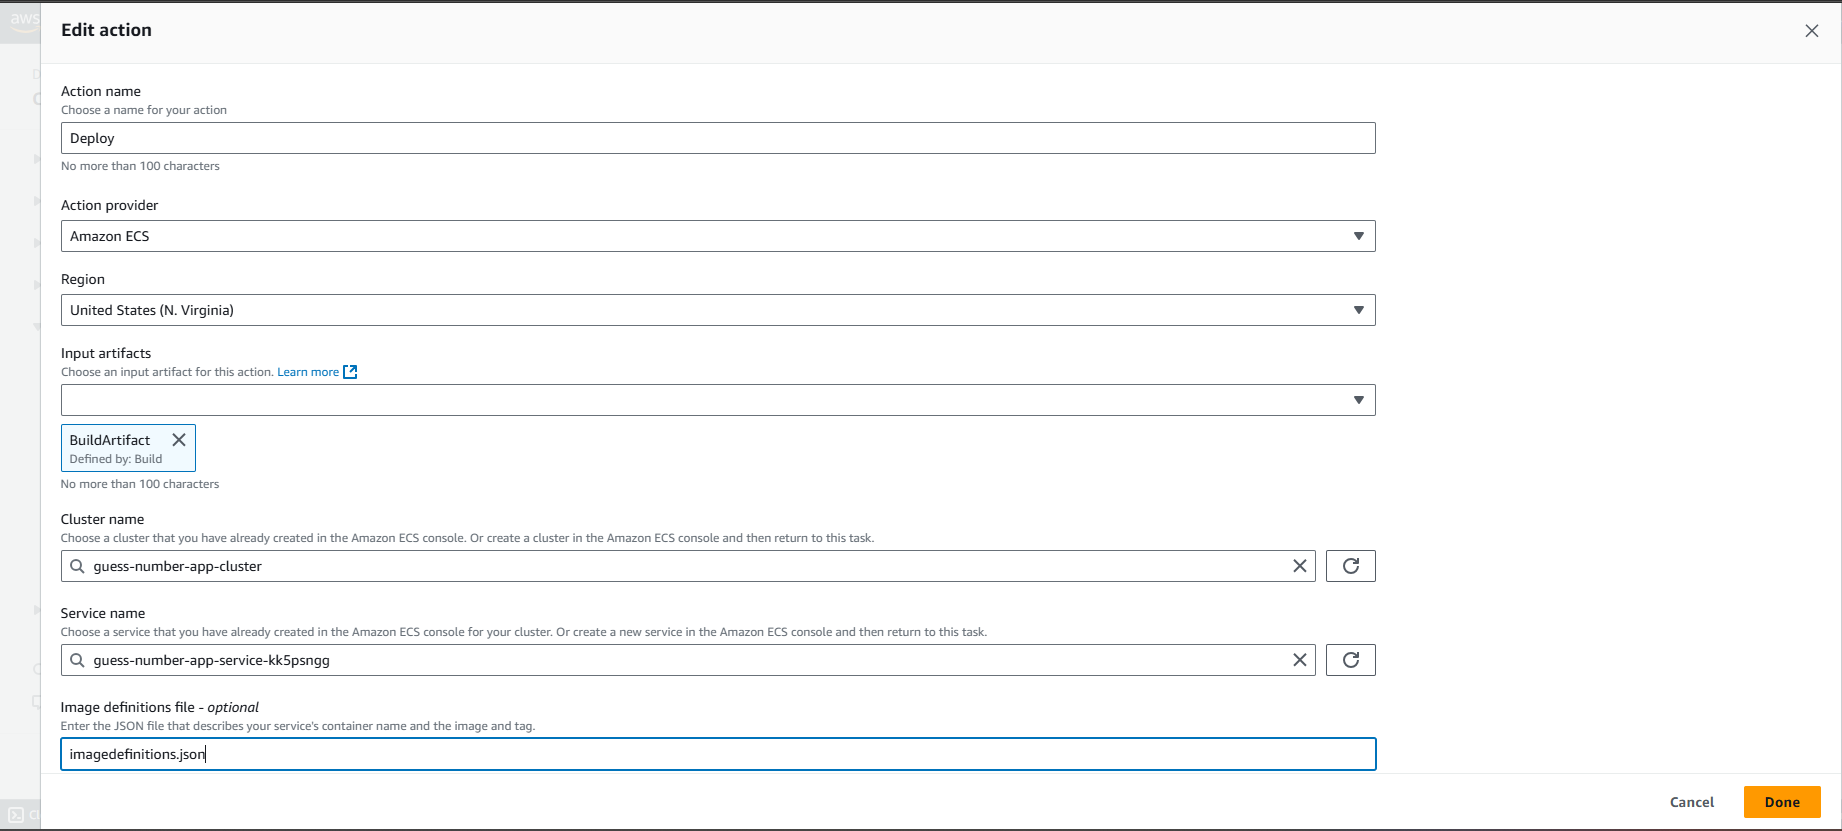 aws
Edit action
Action name
Choose a name for your action
Deploy
No more than 100 characters
Action provider
Amazon ECS
Region
United States (N. Virginia)
Input artifacts
Choose an input artifact for this action. Learn more
BuildArtifact
Defined by: Build
No more than 100 characters
Cluster name
Choose a cluster that you have already created in the Amazon ECS console. Or create a cluster in the Amazon ECS console and then return to this task.
guess-number-app-cluster
Service name
Choose a service that you have already created in the Amazon ECS console for your cluster. Or create a new service in the Amazon ECS console and then return to this task.
guess-number-app-service-kk5psngg
Image definitions file - optional
Enter the JSON file that describes your service's container name and the image and tag.
imagedefinitions.json
Cancel
Done